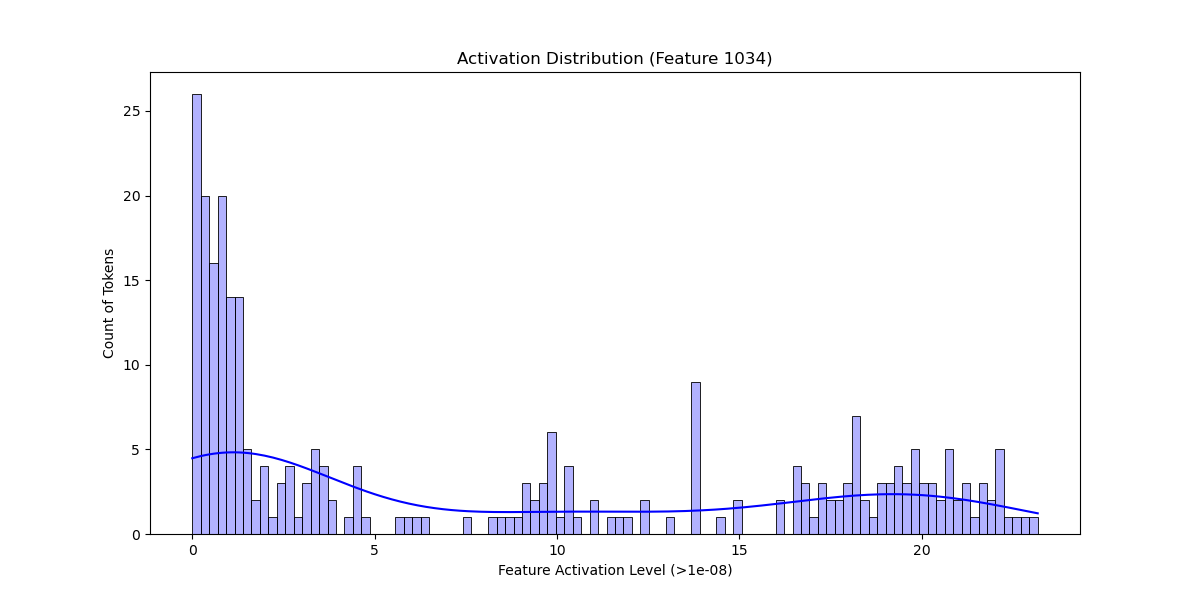 Activation Distribution (Feature 1034)
25
20
15
10
5
0
Count of Tokens
0 5 10 15 20
Feature Activation Level (>1e-08)